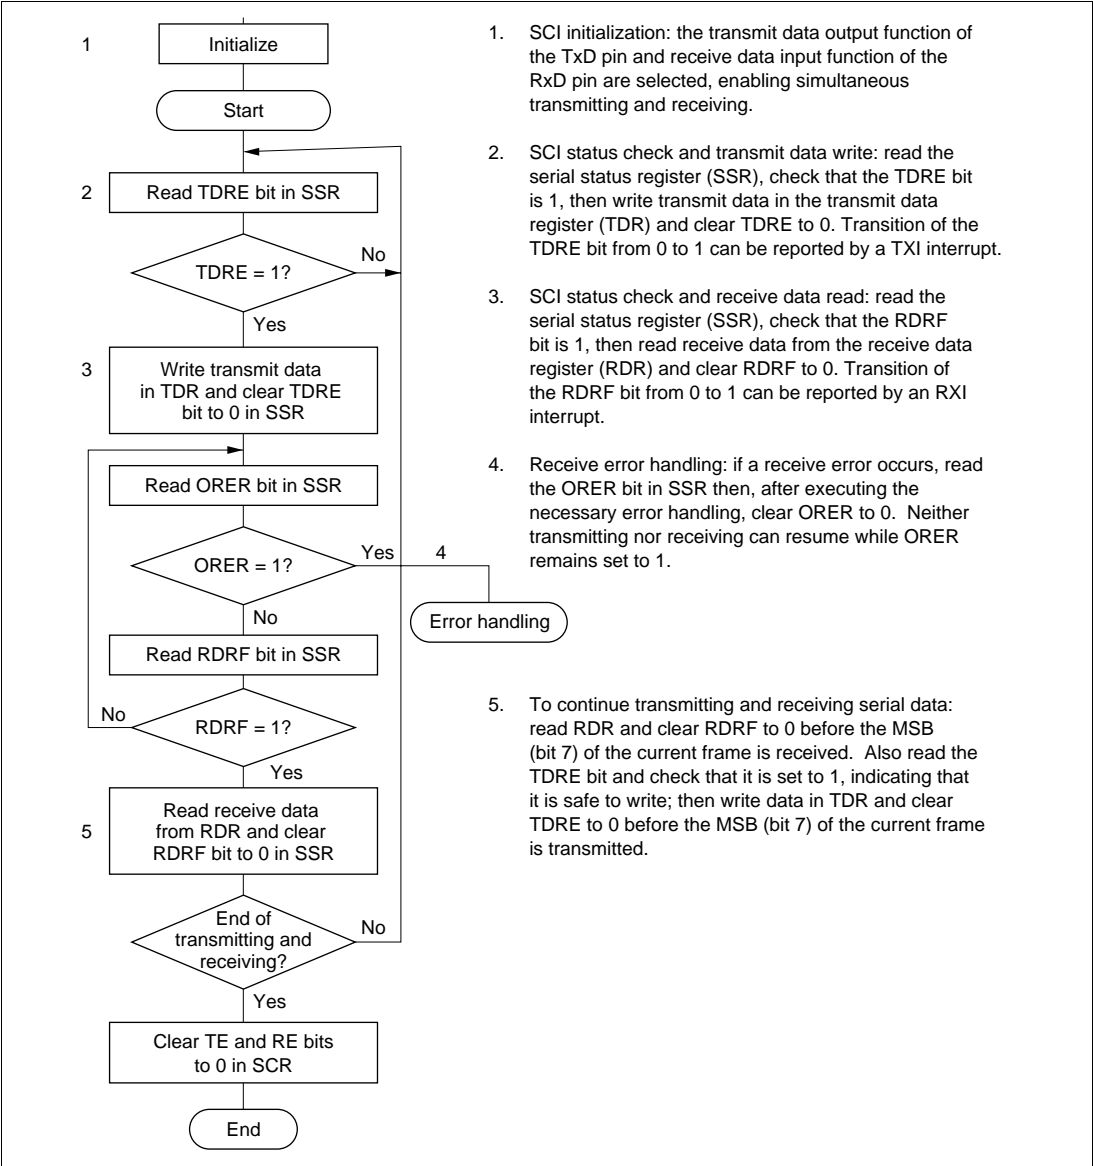 1
Initialize
Start
2
Read TDRE bit in SSR
TDRE = 1?
No
Yes
3
Write transmit data
in TDR and clear TDRE
bit to 0 in SSR
Read ORER bit in SSR
ORER = 1?
Yes
4
No
Error handling
Read RDRF bit in SSR
No
RDRF = 1?
Yes
5
Read receive data
from RDR and clear
RDRF bit to 0 in SSR
End of
transmitting and
receiving?
No
Yes
Clear TE and RE bits
to 0 in SCR
End
1. SCI initialization: the transmit data output function of
the TxD pin and receive data input function of the
RxD pin are selected, enabling simultaneous
transmitting and receiving.
2. SCI status check and transmit data write: read the
serial status register (SSR), check that the TDRE bit
is 1, then write transmit data in the transmit data
register (TDR) and clear TDRE to 0. Transition of the
TDRE bit from 0 to 1 can be reported by a TXI interrupt.
3. SCI status check and receive data read: read the
serial status register (SSR), check that the RDRF
bit is 1, then read receive data from the receive data
register (RDR) and clear RDRF to 0. Transition of
the RDRF bit from 0 to 1 can be reported by an RXI
interrupt.
4. Receive error handling: if a receive error occurs, read
the ORER bit in SSR then, after executing the
necessary error handling, clear ORER to 0. Neither
transmitting nor receiving can resume while ORER
remains set to 1.
5. To continue transmitting and receiving serial data:
read RDR and clear RDRF to 0 before the MSB
(bit 7) of the current frame is received. Also read the
TDRE bit and check that it is set to 1, indicating that
it is safe to write; then write data in TDR and clear
TDRE to 0 before the MSB (bit 7) of the current frame
is transmitted.